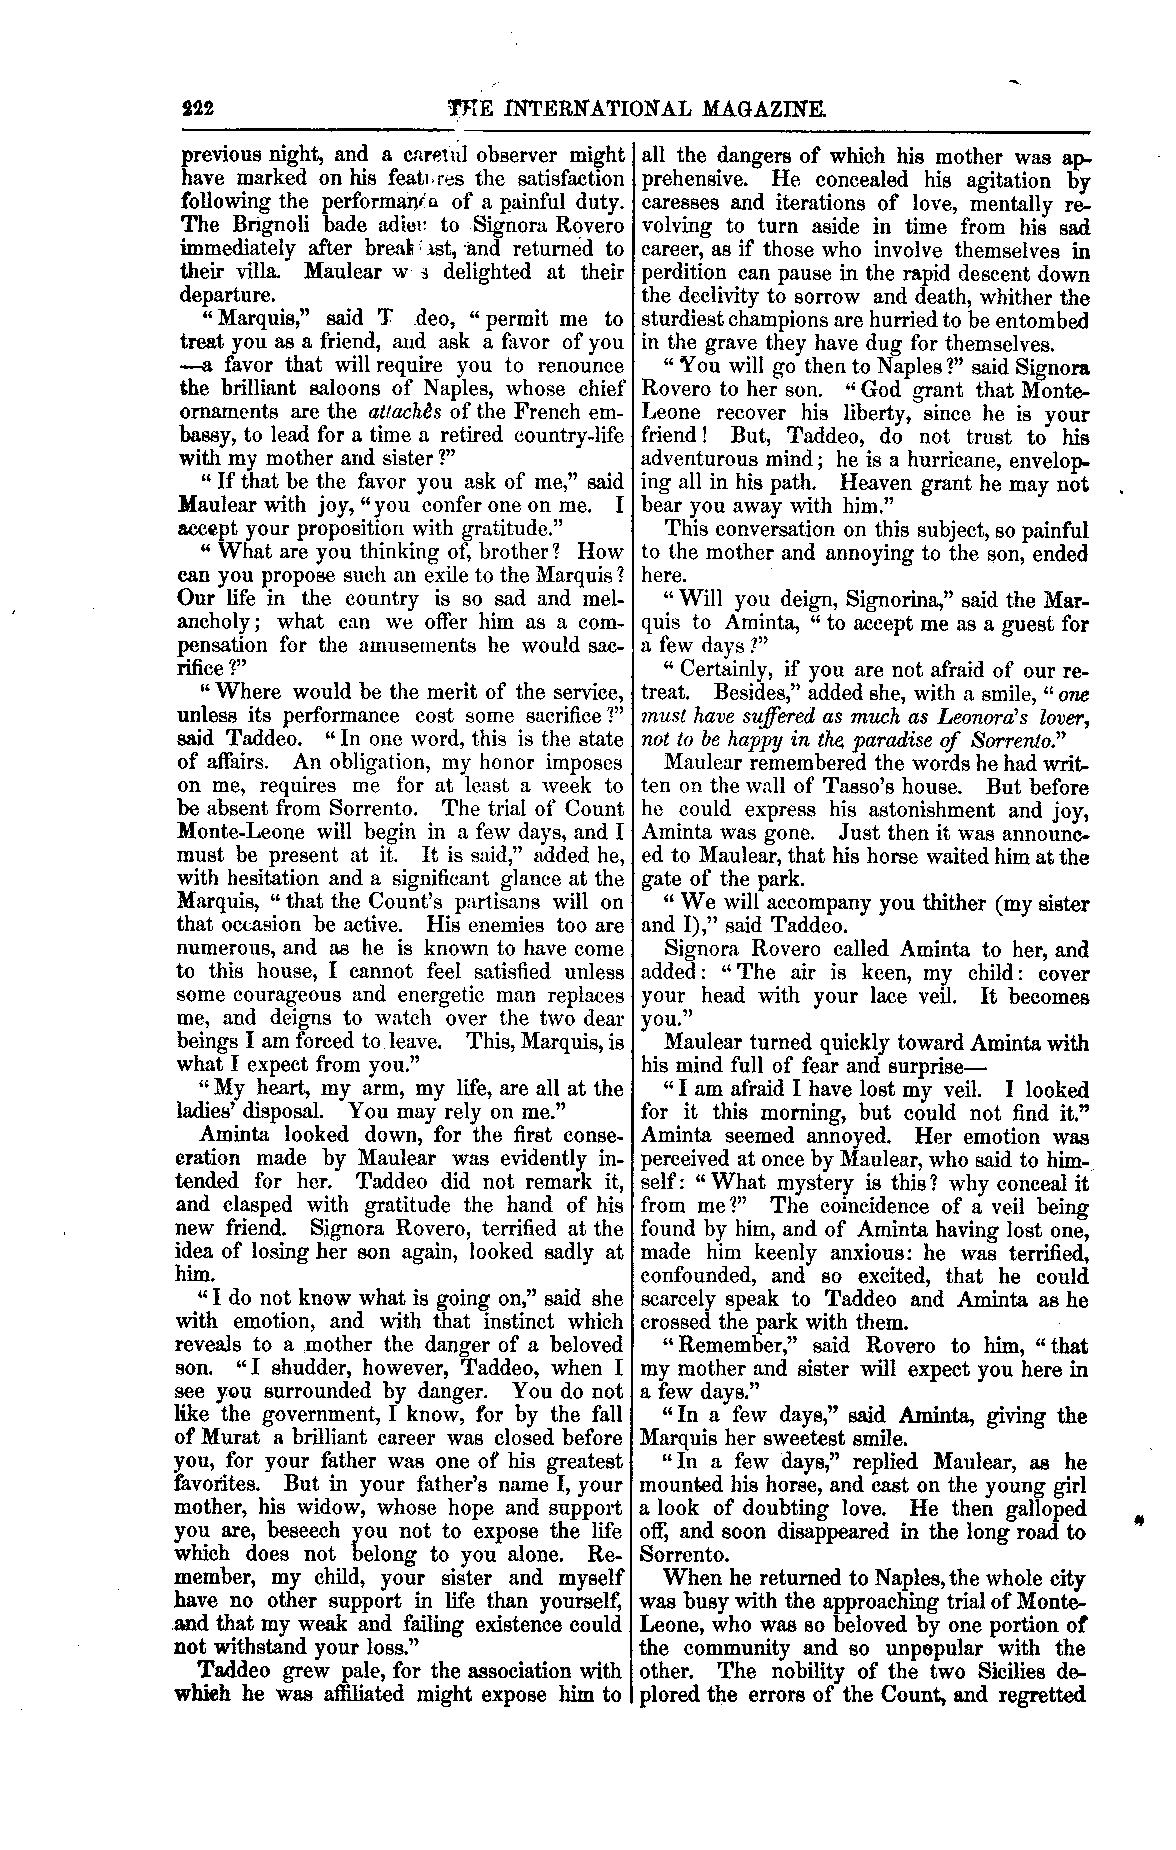 222 THE INTERNATIONAL MAGAZINE.
previous night, and a careful observer might
have marked on his features the satisfaction
following the performance of a painful duty.
The Brignoli bade adieu to Signora Rovero
immediately after breakfast, and returned to
their villa. Maulear was delighted at their
departure.
"Marquis," said Taddeo, "permit me to
treat you as a friend, and ask a favor of you
—a favor that will require you to renounce
the brilliant saloons of Naples, whose chief
ornaments are the attachès of the French em-
bassy, to lead for a time a retired country-life
with my mother and sister?"
"If that be the favor you ask of me," said
Maulear with joy, "you confer one on me. I
accept your proposition with gratitude."
"What are you thinking of, brother? How
can you propose such an exile to the Marquis?
Our life in the country is so sad and mel-
ancholy; what can we offer him as a com-
pensation for the amusements he would sac-
rifice?"
"Where would be the merit of the service,
unless its performance cost some sacrifice?"
said Taddeo. "In one word, this is the state
of affairs. An obligation, my honor imposes
on me, requires me for at least a week to
be absent from Sorrento. The trial of Count
Monte-Leone will begin in a few days, and I
must be present at it. It is said," added he,
with hesitation and a significant glance at the
Marquis, "that the Count's partisans will on
that occasion be active. His enemies too are
numerous, and as he is known to have come
to this house, I cannot feel satisfied unless
some courageous and energetic man replaces
me, and deigns to watch over the two dear
beings I am forced to leave. This, Marquis, is
what I expect from you."
"My heart, my arm, my life, are all at the
ladies' disposal. You may rely on me."
Aminta looked down, for the first conse-
cration made by Maulear was evidently in-
tended for her. Taddeo did not remark it,
and clasped with gratitude the hand of his
new friend. Signora Rovero, terrified at the
idea of losing her son again, looked sadly at
him.
"I do not know what is going on," said she
with emotion, and with that instinct which
reveals to a mother the danger of a beloved
son. "I shudder, however, Taddeo, when I
see you surrounded by danger. You do not
like the government, I know, for by the fall
of Murat a brilliant career was closed before
you, for your father was one of his greatest
favorites. But in your father's name I, your
mother, his widow, whose hope and support
you are, beseech you not to expose the life
which does not belong to you alone. Re-
member, my child, your sister and myself
have no other support in life than yourself,
and that my weak and failing existence could
not withstand your loss."
Taddeo grew pale, for the association with
which he was affiliated might expose him to
all the dangers of which his mother was ap-
prehensive. He concealed his agitation by
caresses and iterations of love, mentally re-
volving to turn aside in time from his sad
career, as if those who involve themselves in
perdition can pause in the rapid descent down
the declivity to sorrow and death, whither the
sturdiest champions are hurried to be entombed
in the grave they have dug for themselves.
"You will go then to Naples?" said Signora
Rovero to her son. "God grant that Monte-
Leone recover his liberty, since he is your
friend! But, Taddeo, do not trust to his
adventurous mind; he is a hurricane, envelop-
ing all in his path. Heaven grant he may not
bear you away with him."
This conversation on this subject, so painful
to the mother and annoying to the son, ended
here.
"Will you deign, Signorina," said the Mar-
quis to Aminta, "to accept me as a guest for
a few days?"
"Certainly, if you are not afraid of our re-
treat. Besides," added she, with a smile, "one
must have suffered as much as Leonora's lover,
not to be happy in the paradise of Sorrento."
Maulear remembered the words he had writ-
ten on the wall of Tasso's house. But before
he could express his astonishment and joy,
Aminta was gone. Just then it was announc-
ed to Maulear, that his horse waited him at the
gate of the park.
"We will accompany you thither (my sister
and I)," said Taddeo.
Signora Rovero called Aminta to her, and
added: "The air is keen, my child: cover
your head with your lace veil. It becomes
you."
Maulear turned quickly toward Aminta with
his mind full of fear and surprise—
"I am afraid I have lost my veil. I looked
for it this morning, but could not find it."
Aminta seemed annoyed. Her emotion was
perceived at once by Maulear, who said to him-
self: "What mystery is this? why conceal it
from me?" The coincidence of a veil being
found by him, and of Aminta having lost one,
made him keenly anxious: he was terrified,
confounded, and so excited, that he could
scarcely speak to Taddeo and Aminta as he
crossed the park with them.
"Remember," said Rovero to him, "that
my mother and sister will expect you here in
a few days."
"In a few days," said Aminta, giving the
Marquis her sweetest smile.
"In a few days," replied Maulear, as he
mounted his horse, and cast on the young girl
a look of doubting love. He then galloped
off, and soon disappeared in the long road to
Sorrento.
When he returned to Naples, the whole city
was busy with the approaching trial of Monte-
Leone, who was so beloved by one portion of
the community and so unpopular with the
other. The nobility of the two Sicilies de-
plored the errors of the Count, and regretted